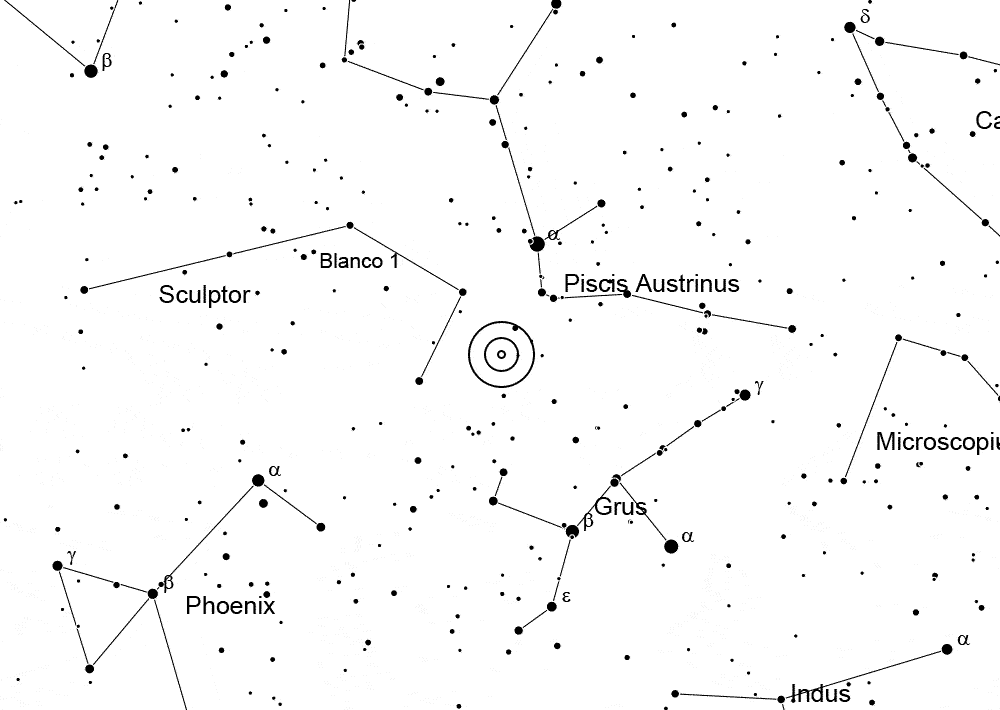 δ
β
Ca
α
Blanco 1
Piscis Austrinus
Sculptor
γ
Microscopiu
α
Grus
β
α
γ
β
ε
Phoenix
α
Indus